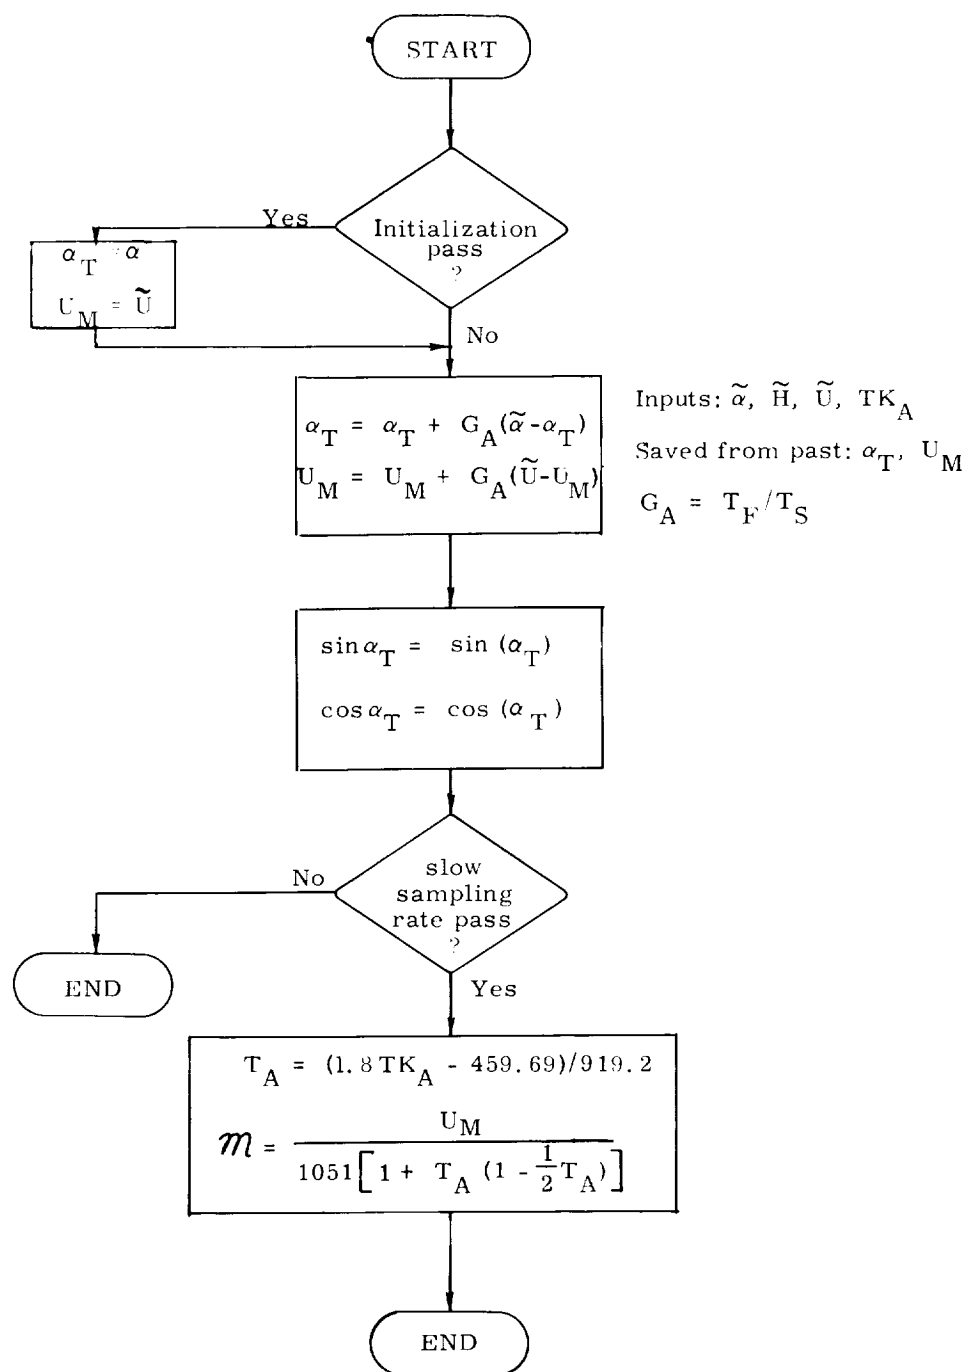 START
Initialization
pass
?
Yes
α_T = α
U_M = Ũ
No
α_T = α_T + G_A(α̃-α_T)
U_M = U_M + G_A(Ũ-U_M)
Inputs: α̃, H̃, Ũ, TK_A
Saved from past: α_T, U_M
G_A = T_F/T_S
sin α_T = sin (α_T)
cos α_T = cos (α_T)
slow
sampling
rate pass
?
No
END
Yes
T_A = (1.8 TK_A - 459.69)/919.2
𝓜 = U_M / 1051[1 + T_A (1 - 1/2 T_A)]
END